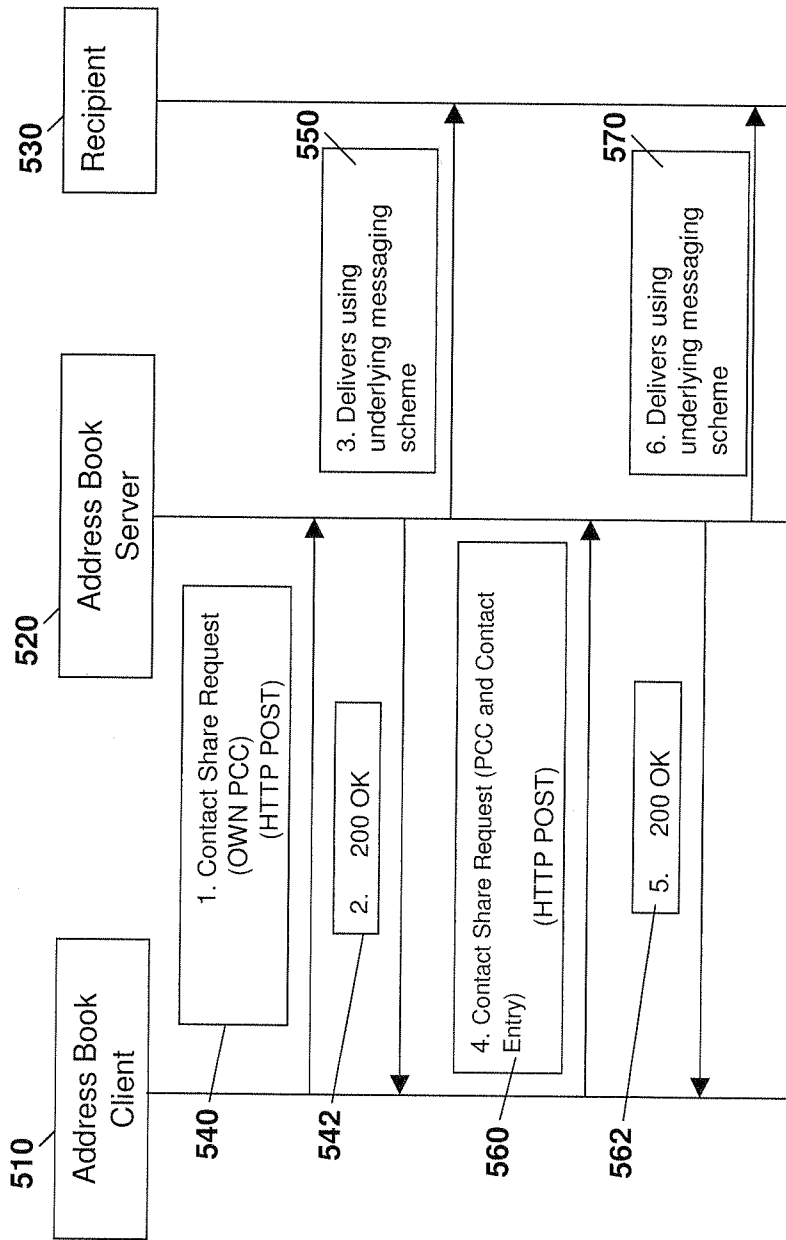 510
Address Book
Client
520
Address Book
Server
530
Recipient
540
1. Contact Share Request
(OWN PCC)
(HTTP POST)
542
2. 200 OK
550
3. Delivers using
underlying messaging
scheme
560
4. Contact Share Request (PCC and Contact
Entry)
(HTTP POST)
562
5. 200 OK
570
6. Delivers using
underlying messaging
scheme